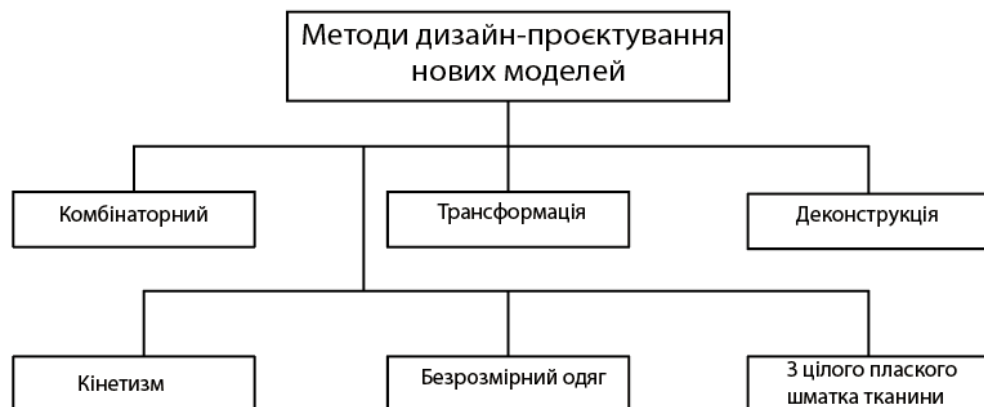 Методи дизайн-проєктування
нових моделей
Комбінаторний
Трансформація
Деконструкція
Кінетизм
Безрозмірний одяг
З цілого плаского
шматка тканини